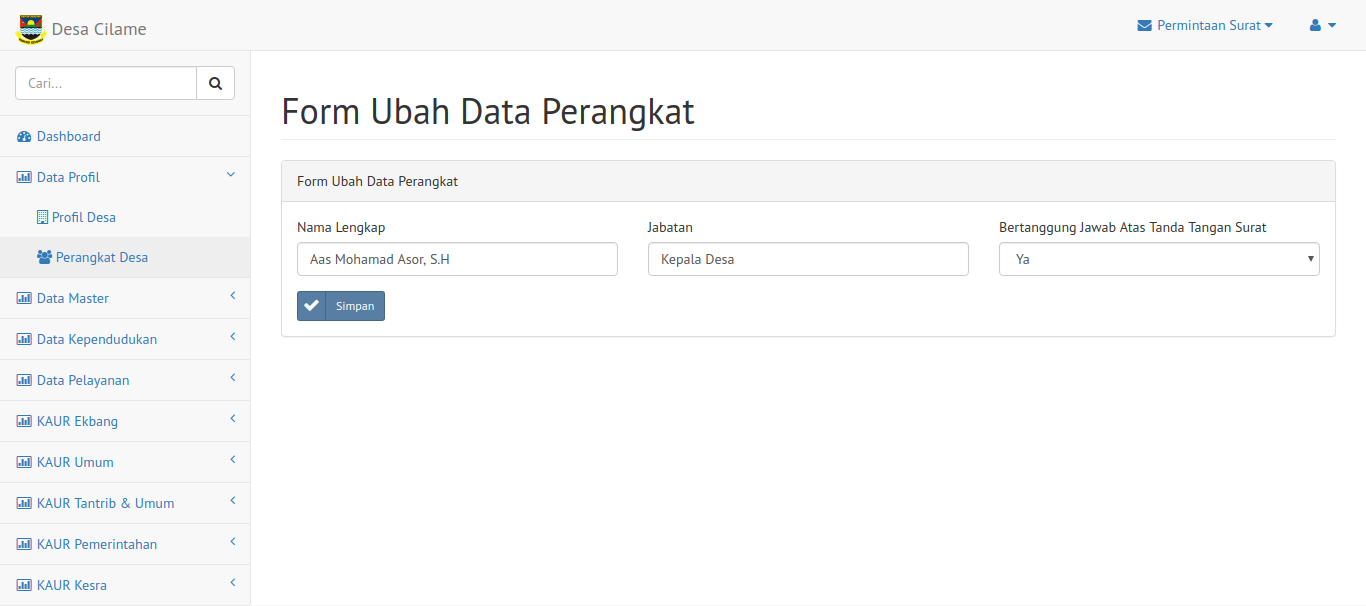 Desa Cilame
Permintaan Surat
Cari...
Dashboard
Data Profil
Profil Desa
Perangkat Desa
Data Master
Data Kependudukan
Data Pelayanan
KAUR Ekbang
KAUR Umum
KAUR Tantrib & Umum
KAUR Pemerintahan
KAUR Kesra
Form Ubah Data Perangkat
Form Ubah Data Perangkat
Nama Lengkap
Aas Mohamad Asor, S.H
Jabatan
Kepala Desa
Bertanggung Jawab Atas Tanda Tangan Surat
Ya
Simpan